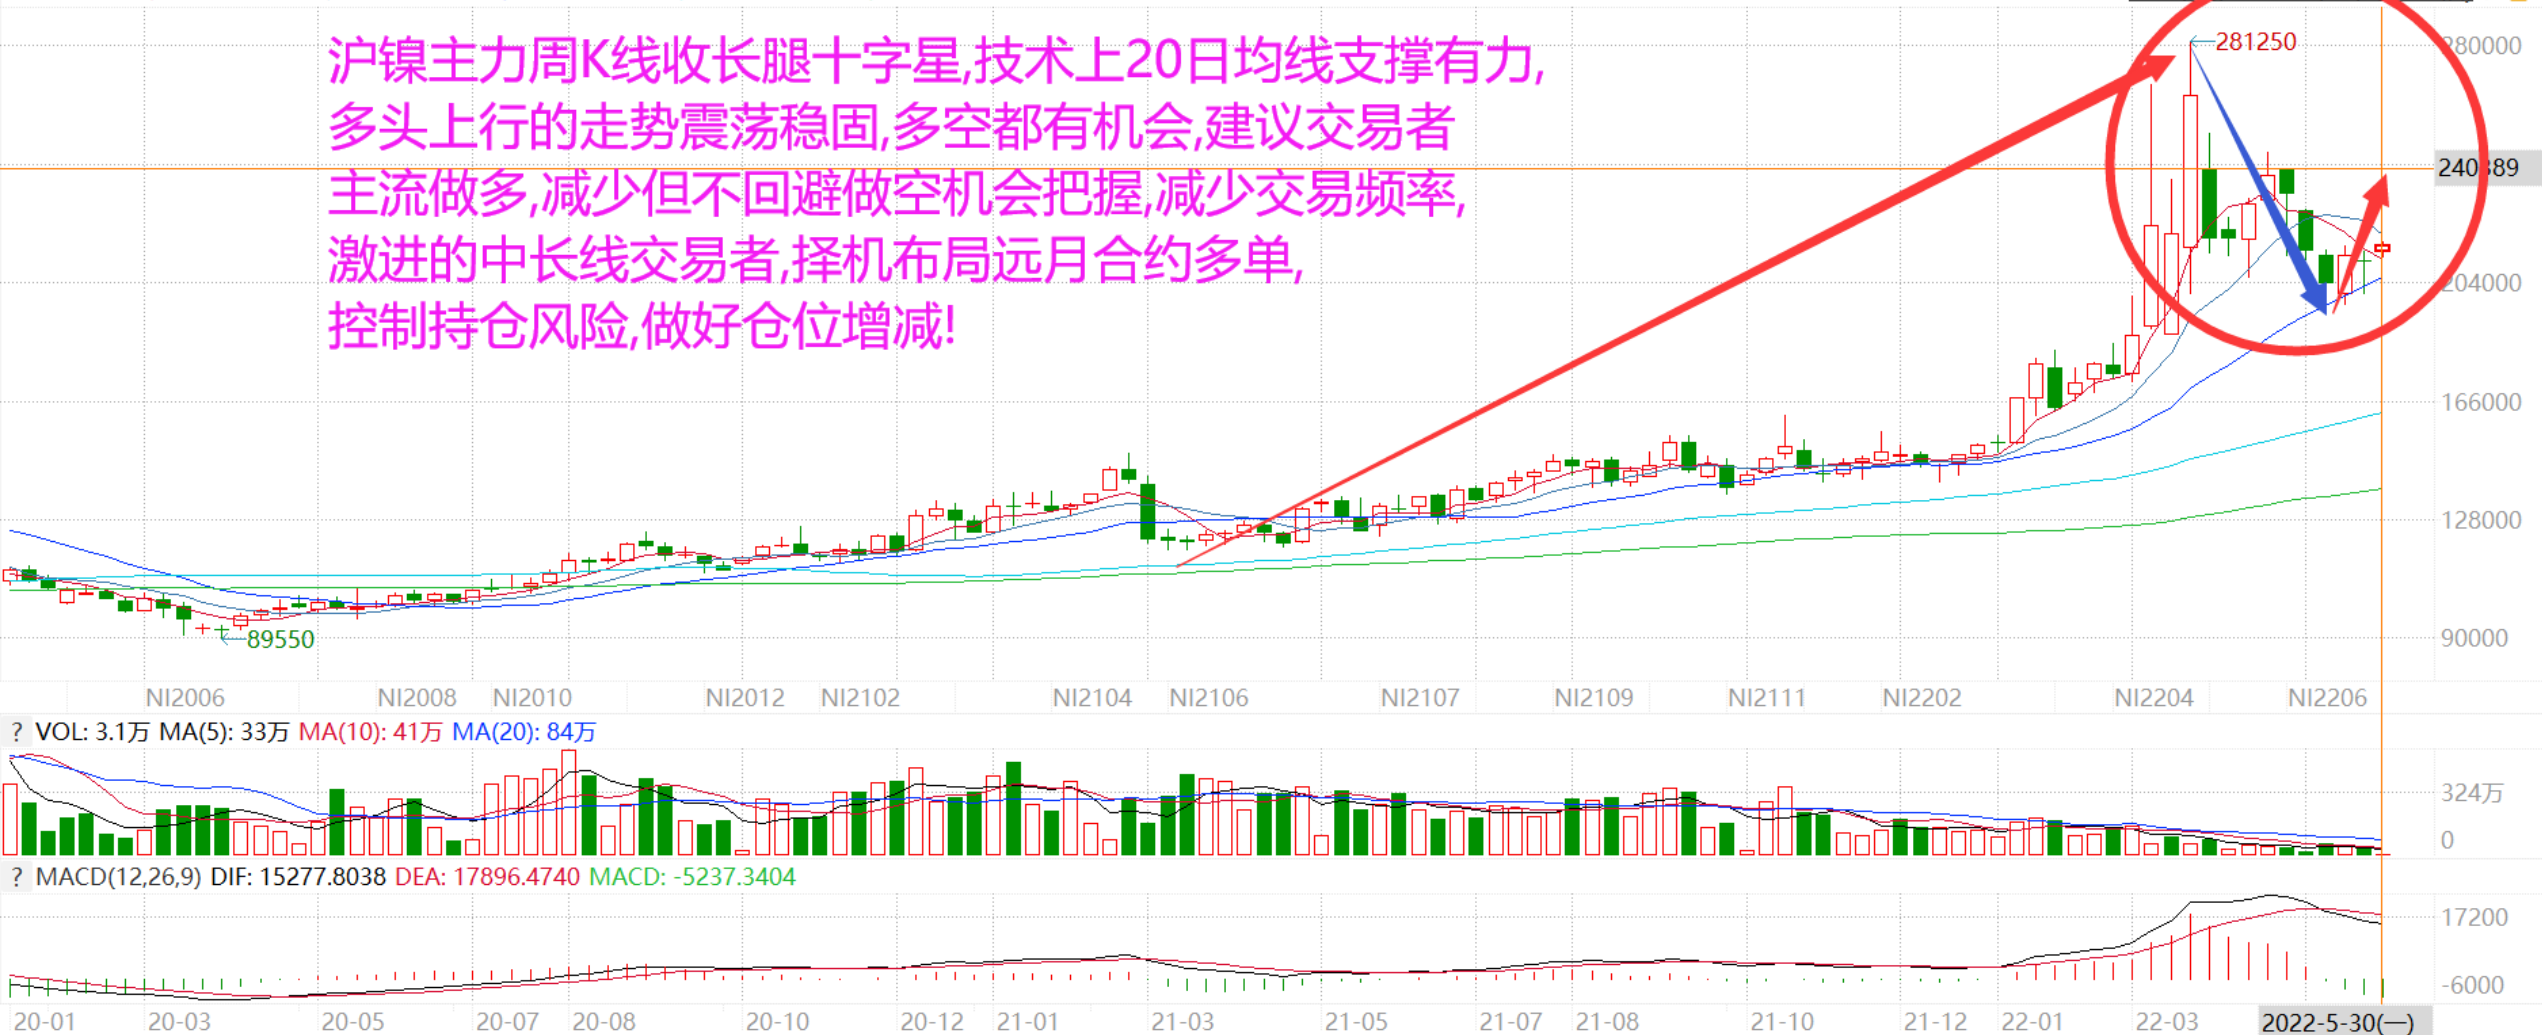 沪镍主力周K线收长腿十字星,技术上20日均线支撑有力,
多头上行的走势震荡稳固,多空都有机会,建议交易者
主流做多,减少但不回避做空机会把握,减少交易频率,
激进的中长线交易者,择机布局远月合约多单,
控制持仓风险,做好仓位增减!
281250
280000
240389
204000
166000
128000
90000
89550
NI2006 NI2008 NI2010 NI2012 NI2102 NI2104 NI2106 NI2107 NI2109 NI2111 NI2202 NI2204 NI2206
? VOL: 3.1万 MA(5): 33万 MA(10): 41万 MA(20): 84万
324万
0
? MACD(12,26,9) DIF: 15277.8038 DEA: 17896.4740 MACD: -5237.3404
17200
-6000
20-01 20-03 20-05 20-07 20-08 20-10 20-12 21-01 21-03 21-05 21-07 21-08 21-10 21-12 22-01 22-03 2022-5-30(一)